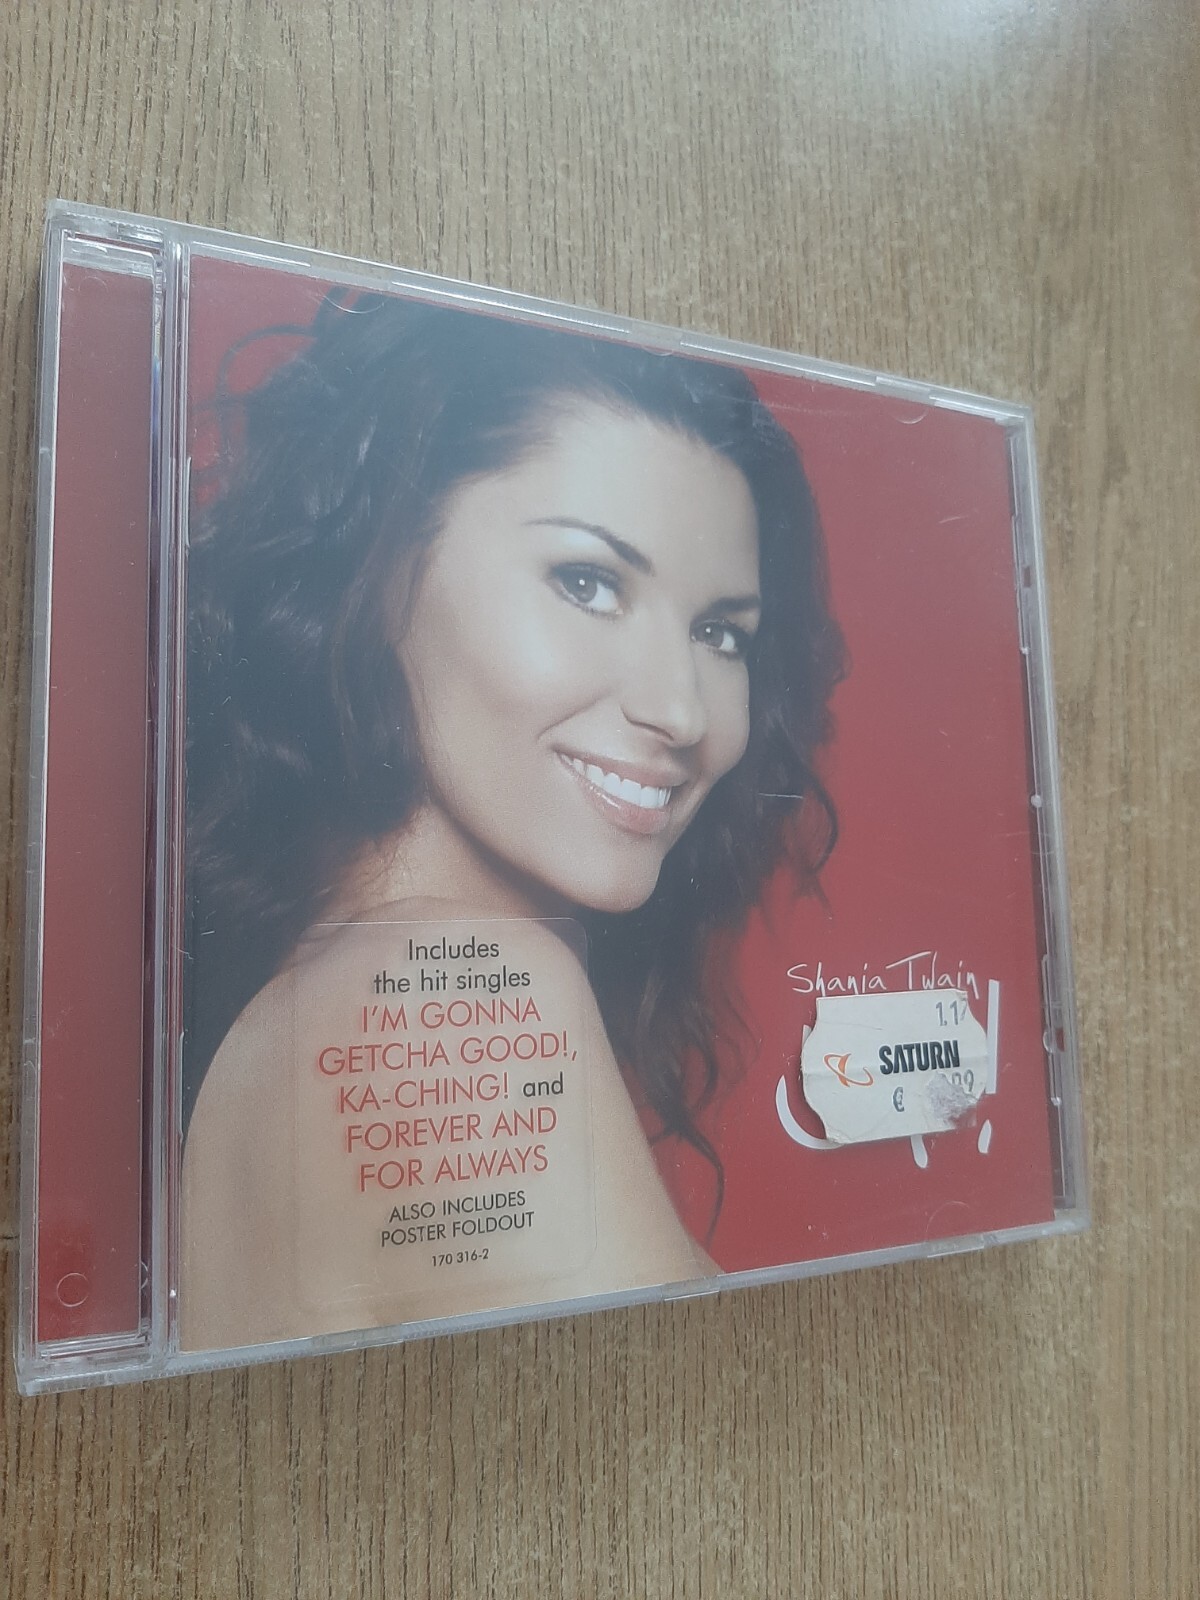 Includes
the hit singles
I'M GONNA
GETCHA GOOD!,
KA-CHING! and
FOREVER AND
FOR ALWAYS
ALSO INCLUDES
POSTER FOLDOUT
170 316-2
Shania Twain
SATURN
€